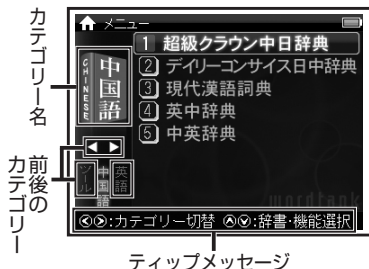 メニュー
カテゴリー名
CHINESE
中国語
1 超級クラウン中日辞典
2 デイリーコンサイス日中辞典
3 現代漢語詞典
4 英中辞典
5 中英辞典
前後のカテゴリー
ツール
中国語
英語
wordtank
:カテゴリー切替 :辞書・機能選択
ティップメッセージ